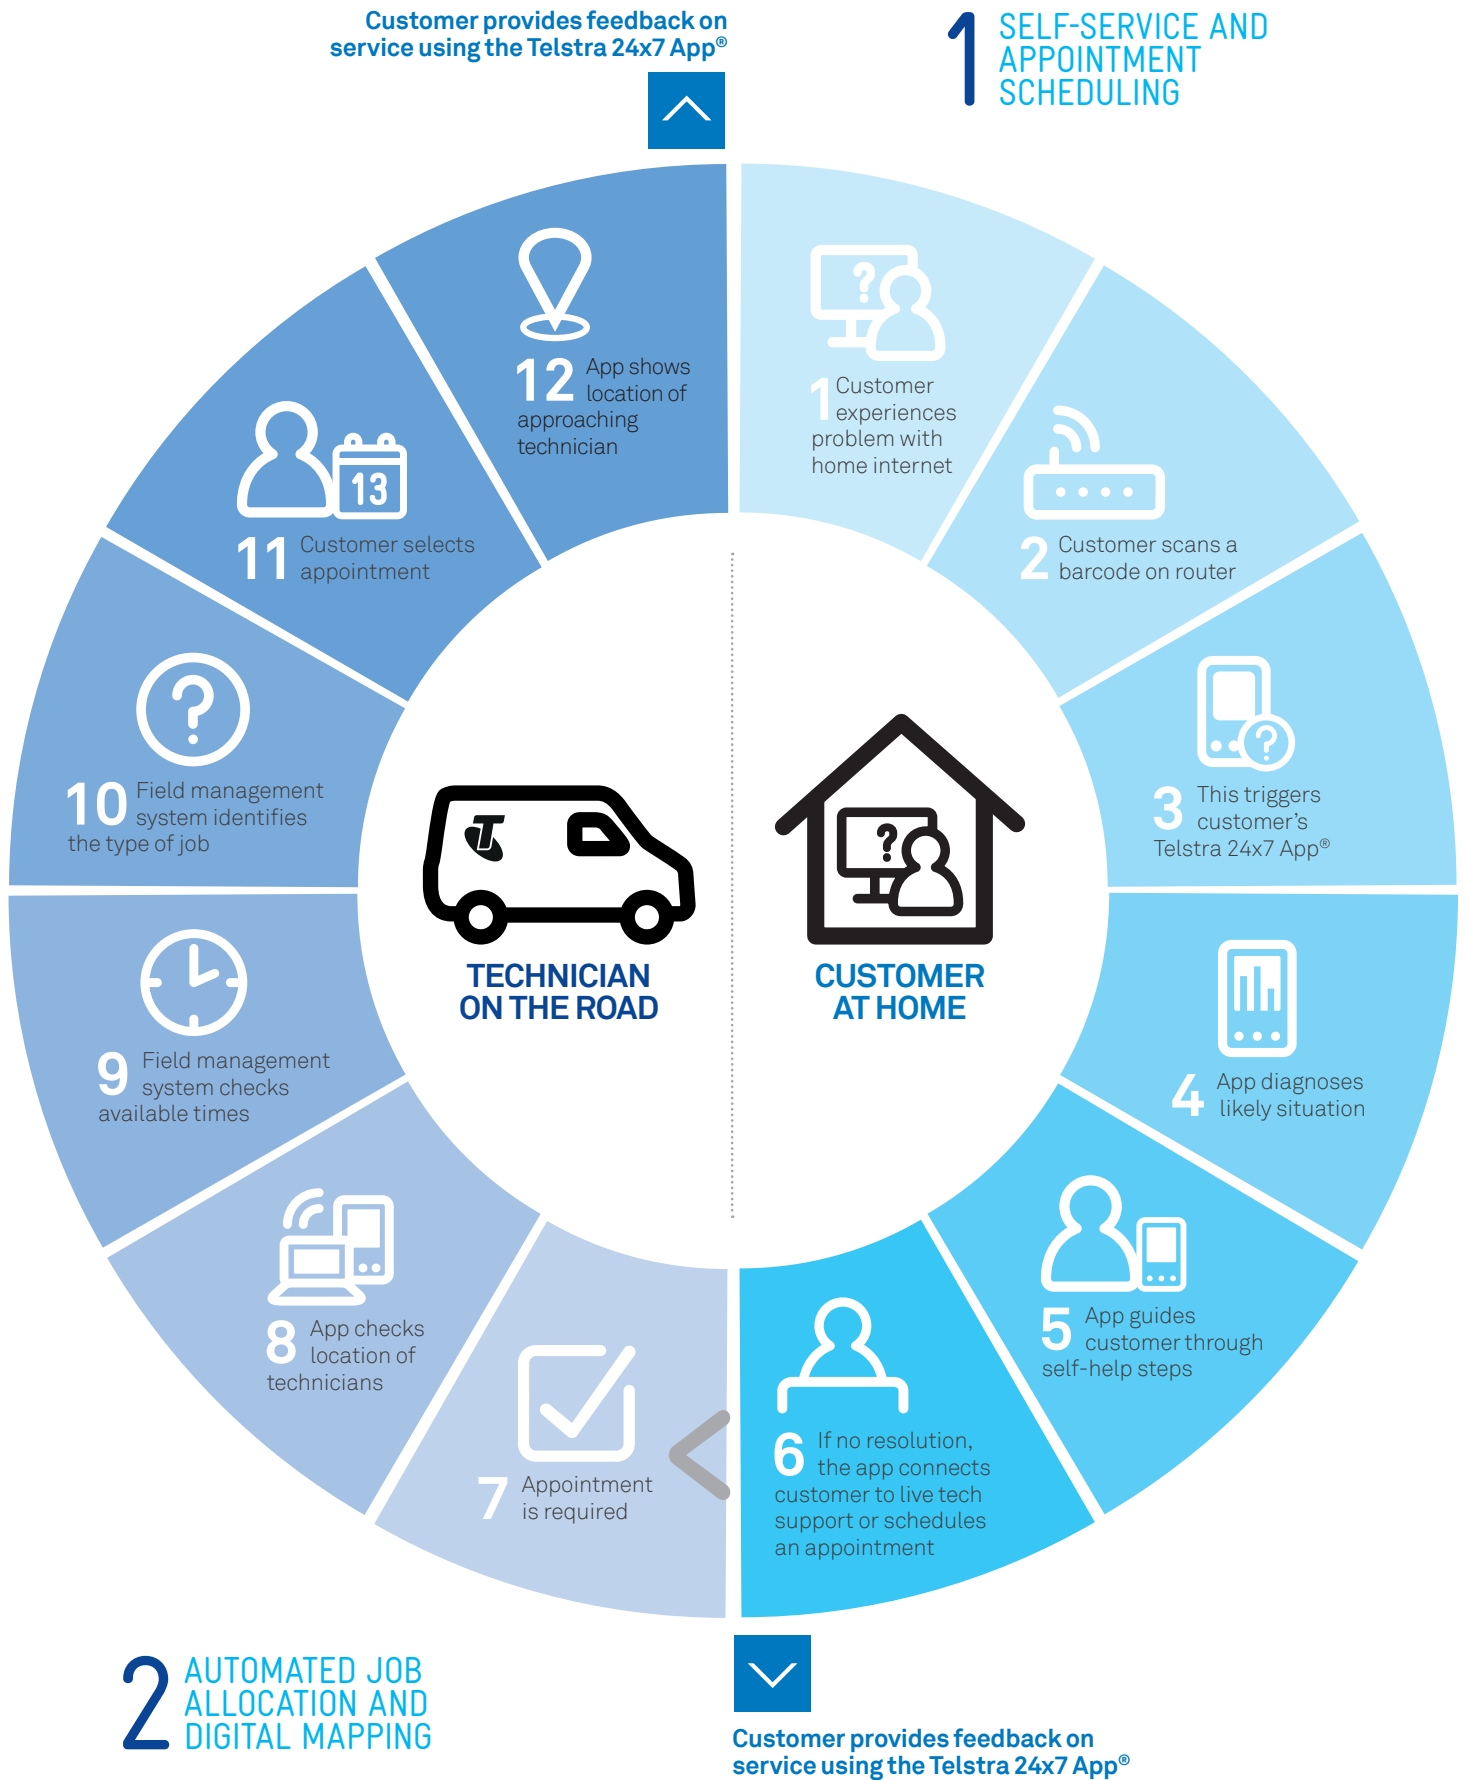 Customer provides feedback on
service using the Telstra 24x7 App®
1 SELF-SERVICE AND
APPOINTMENT
SCHEDULING
?
1 Customer
experiences
problem with
home internet
2 Customer scans a
barcode on router
?
3 This triggers
customer's
Telstra 24x7 App®
4 App diagnoses
likely situation
5 App guides
customer through
self-help steps
6 If no resolution,
the app connects
customer to live tech
support or schedules
an appointment
7 Appointment
is required
8 App checks
location of
technicians
9 Field management
system checks
available times
?
10 Field management
system identifies
the type of job
13
11 Customer selects
appointment
12 App shows
location of
approaching
technician
T
TECHNICIAN
ON THE ROAD
?
CUSTOMER
AT HOME
2 AUTOMATED JOB
ALLOCATION AND
DIGITAL MAPPING
Customer provides feedback on
service using the Telstra 24x7 App®